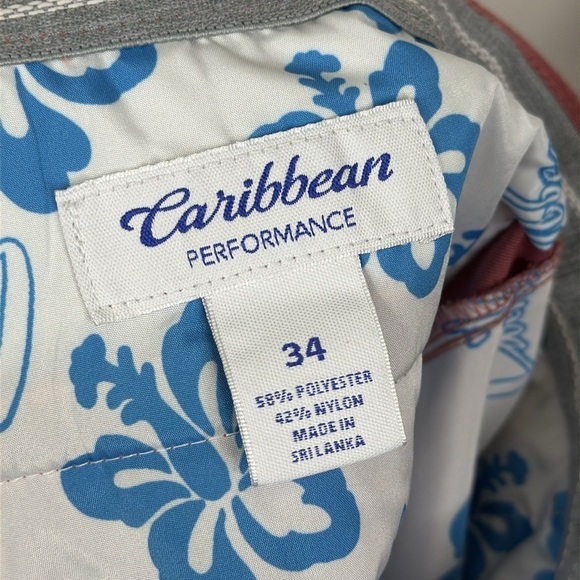 Caribbean
PERFORMANCE
34
58% POLYESTER
42% NYLON
MADE IN
SRI LANKA